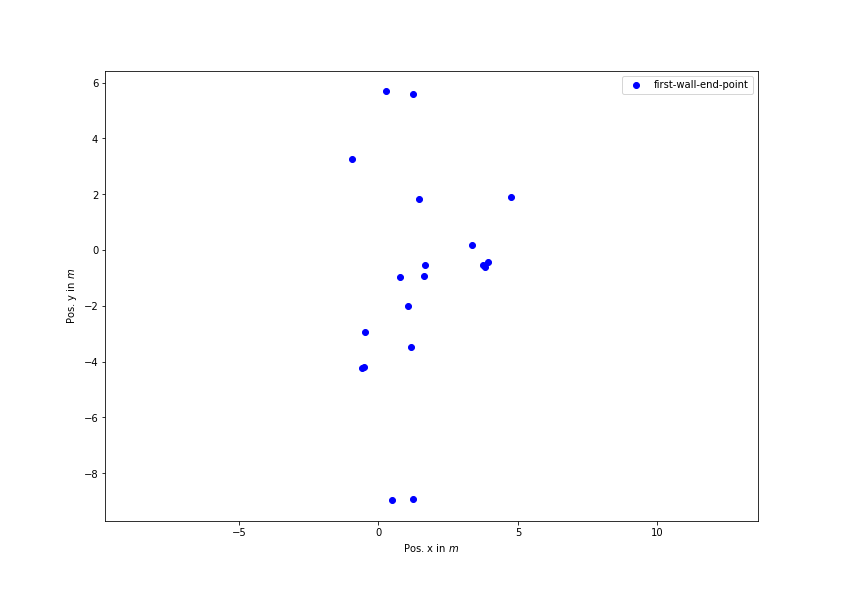 first-wall-end-point
6
4
2
0
−2
−4
−6
−8
Pos. y in m
−5 0 5 10
Pos. x in m